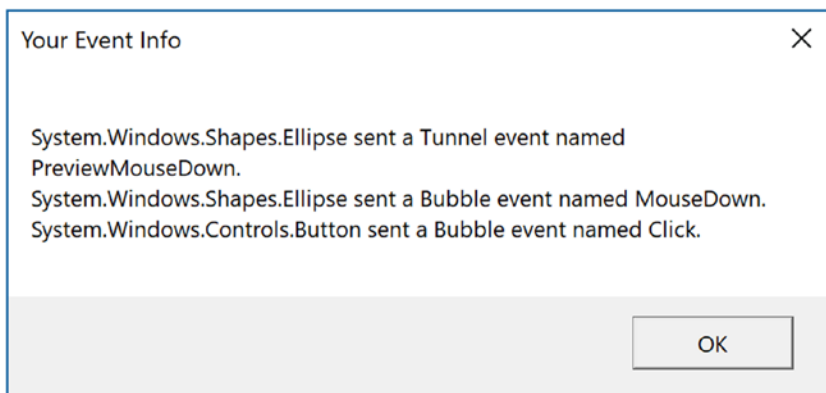 Your Event Info
System.Windows.Shapes.Ellipse sent a Tunnel event named
PreviewMouseDown.
System.Windows.Shapes.Ellipse sent a Bubble event named MouseDown.
System.Windows.Controls.Button sent a Bubble event named Click.
OK